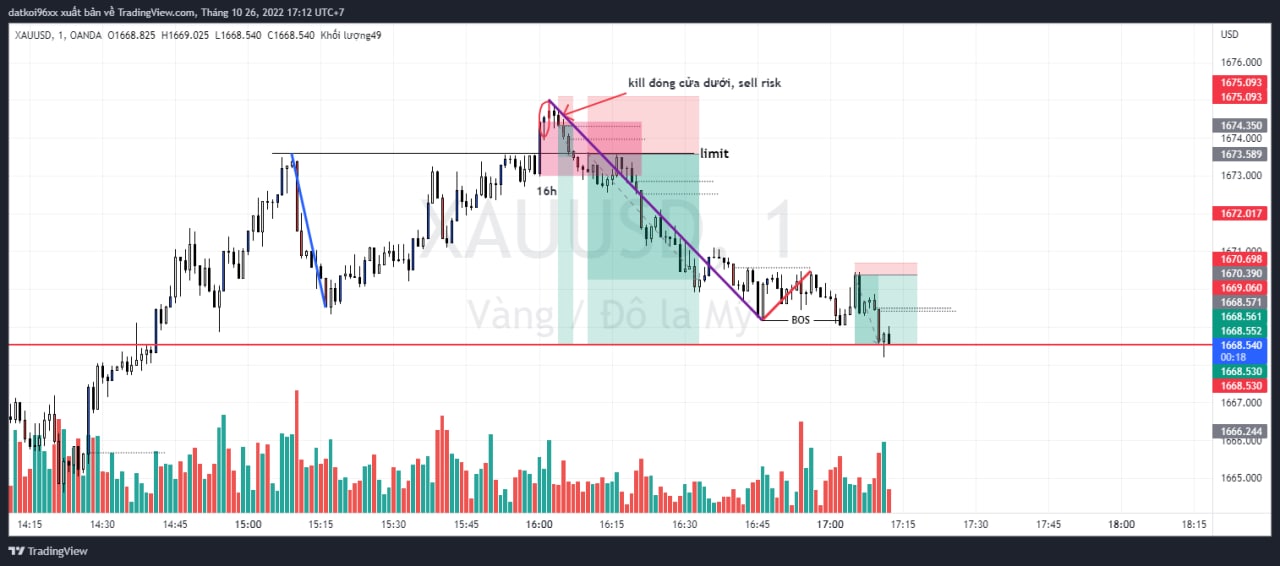 datkoi96xx xuất bản về TradingView.com, Tháng 10 26, 2022 17:12 UTC+7
XAUUSD, 1, OANDA O1668.825 H1669.025 L1668.540 C1668.540 Khối lượng49
USD
1676.000
kill đóng cửa dưới, sell risk
1675.093
1675.093
1674.350
1674.000
limit
1673.589
1673.000
16h
1672.017
XAUUSD, 1
1671.000
1670.698
1670.390
1669.060
1668.571
Vàng / Đô la Mỹ
BOS
1668.561
1668.552
1668.540
00:18
1668.530
1668.530
1667.000
1666.244
1666.000
1665.000
14:15 14:30 14:45 15:00 15:15 15:30 15:45 16:00 16:15 16:30 16:45 17:00 17:15 17:30 17:45 18:00 18:15
TradingView